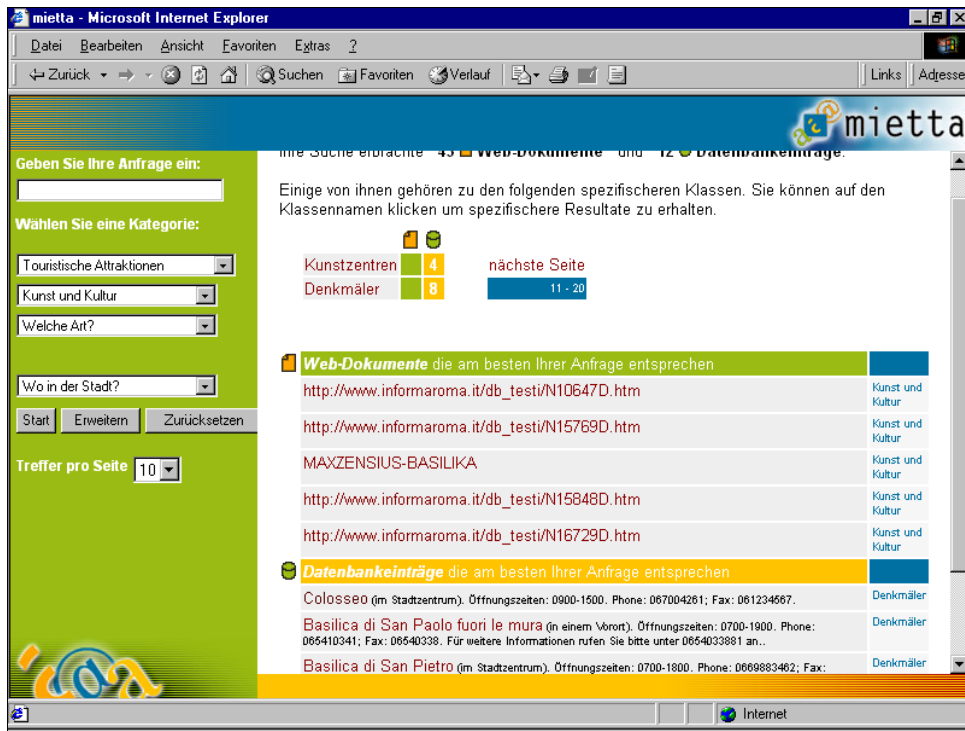 mietta - Microsoft Internet Explorer
Datei Bearbeiten Ansicht Favoriten Extras ?
Zurück Suchen Favoriten Verlauf Links Adresse
mietta
Geben Sie Ihre Anfrage ein:
Wählen Sie eine Kategorie:
Touristische Attraktionen
Kunst und Kultur
Welche Art?
Wo in der Stadt?
Start Erweitern Zurücksetzen
Treffer pro Seite 10
Ihre Suche erbrachte 45 Web-Dokumente und 12 Datenbankeinträge.
Einige von ihnen gehören zu den folgenden spezifischeren Klassen. Sie können auf den
Klassennamen klicken um spezifischere Resultate zu erhalten.
Kunstzentren 4 nächste Seite
Denkmäler 8 11 - 20
Web-Dokumente die am besten Ihrer Anfrage entsprechen
http://www.informaroma.it/db_testi/N10647D.htm Kunst und
Kultur
http://www.informaroma.it/db_testi/N15769D.htm Kunst und
Kultur
MAXZENSIUS-BASILIKA Kunst und
Kultur
http://www.informaroma.it/db_testi/N15848D.htm Kunst und
Kultur
http://www.informaroma.it/db_testi/N16729D.htm Kunst und
Kultur
Datenbankeinträge die am besten Ihrer Anfrage entsprechen
Colosseo (im Stadtzentrum). Öffnungszeiten: 0900-1500. Phone: 067004261; Fax: 061234567. Denkmäler
Basilica di San Paolo fuori le mura (in einem Vorort). Öffnungszeiten: 0700-1900. Phone: Denkmäler
065410341; Fax: 06540338. Für weitere Informationen rufen Sie bitte unter 0654033881 an..
Basilica di San Pietro (im Stadtzentrum). Öffnungszeiten: 0700-1800. Phone: 0669883462; Fax: Denkmäler
Internet